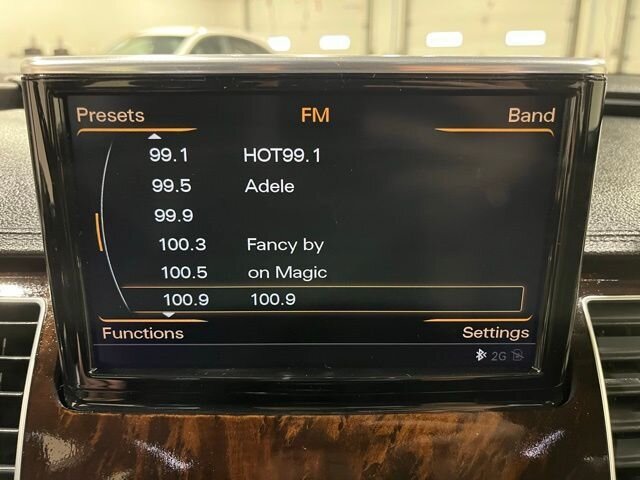 Presets FM Band
99.1 HOT99.1
99.5 Adele
99.9
100.3 Fancy by
100.5 on Magic
100.9 100.9
Functions Settings
2G